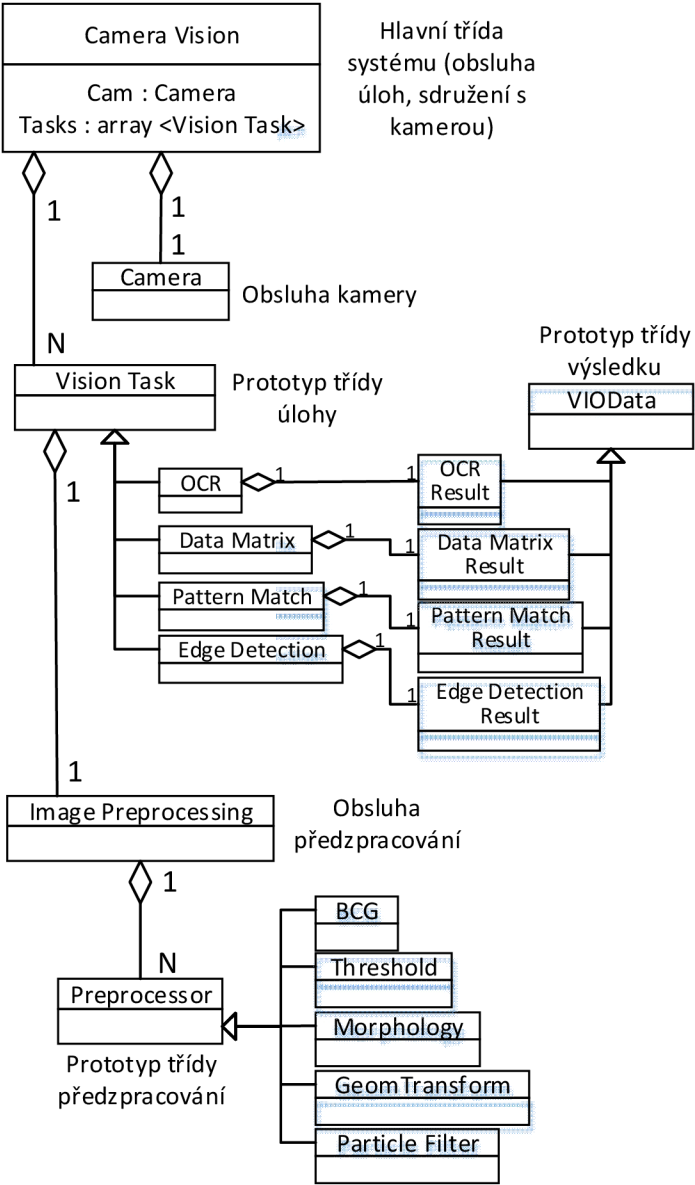 Camera Vision
Cam : Camera
Tasks : array <Vision Task>
Hlavní třída
systému (obsluha
úloh, sdružení s
kamerou)
1
1
1
Camera
Obsluha kamery
N
Vision Task
Prototyp třídy
úlohy
Prototyp třídy
výsledku
VIOData
1
OCR
1
1
OCR
Result
Data Matrix
1
1
Data Matrix
Result
Pattern Match
1
1
Pattern Match
Result
Edge Detection
1
1
Edge Detection
Result
1
Image Preprocessing
Obsluha
předzpracování
1
N
Preprocessor
Prototyp třídy
předzpracování
BCG
Threshold
Morphology
GeomTransform
Particle Filter